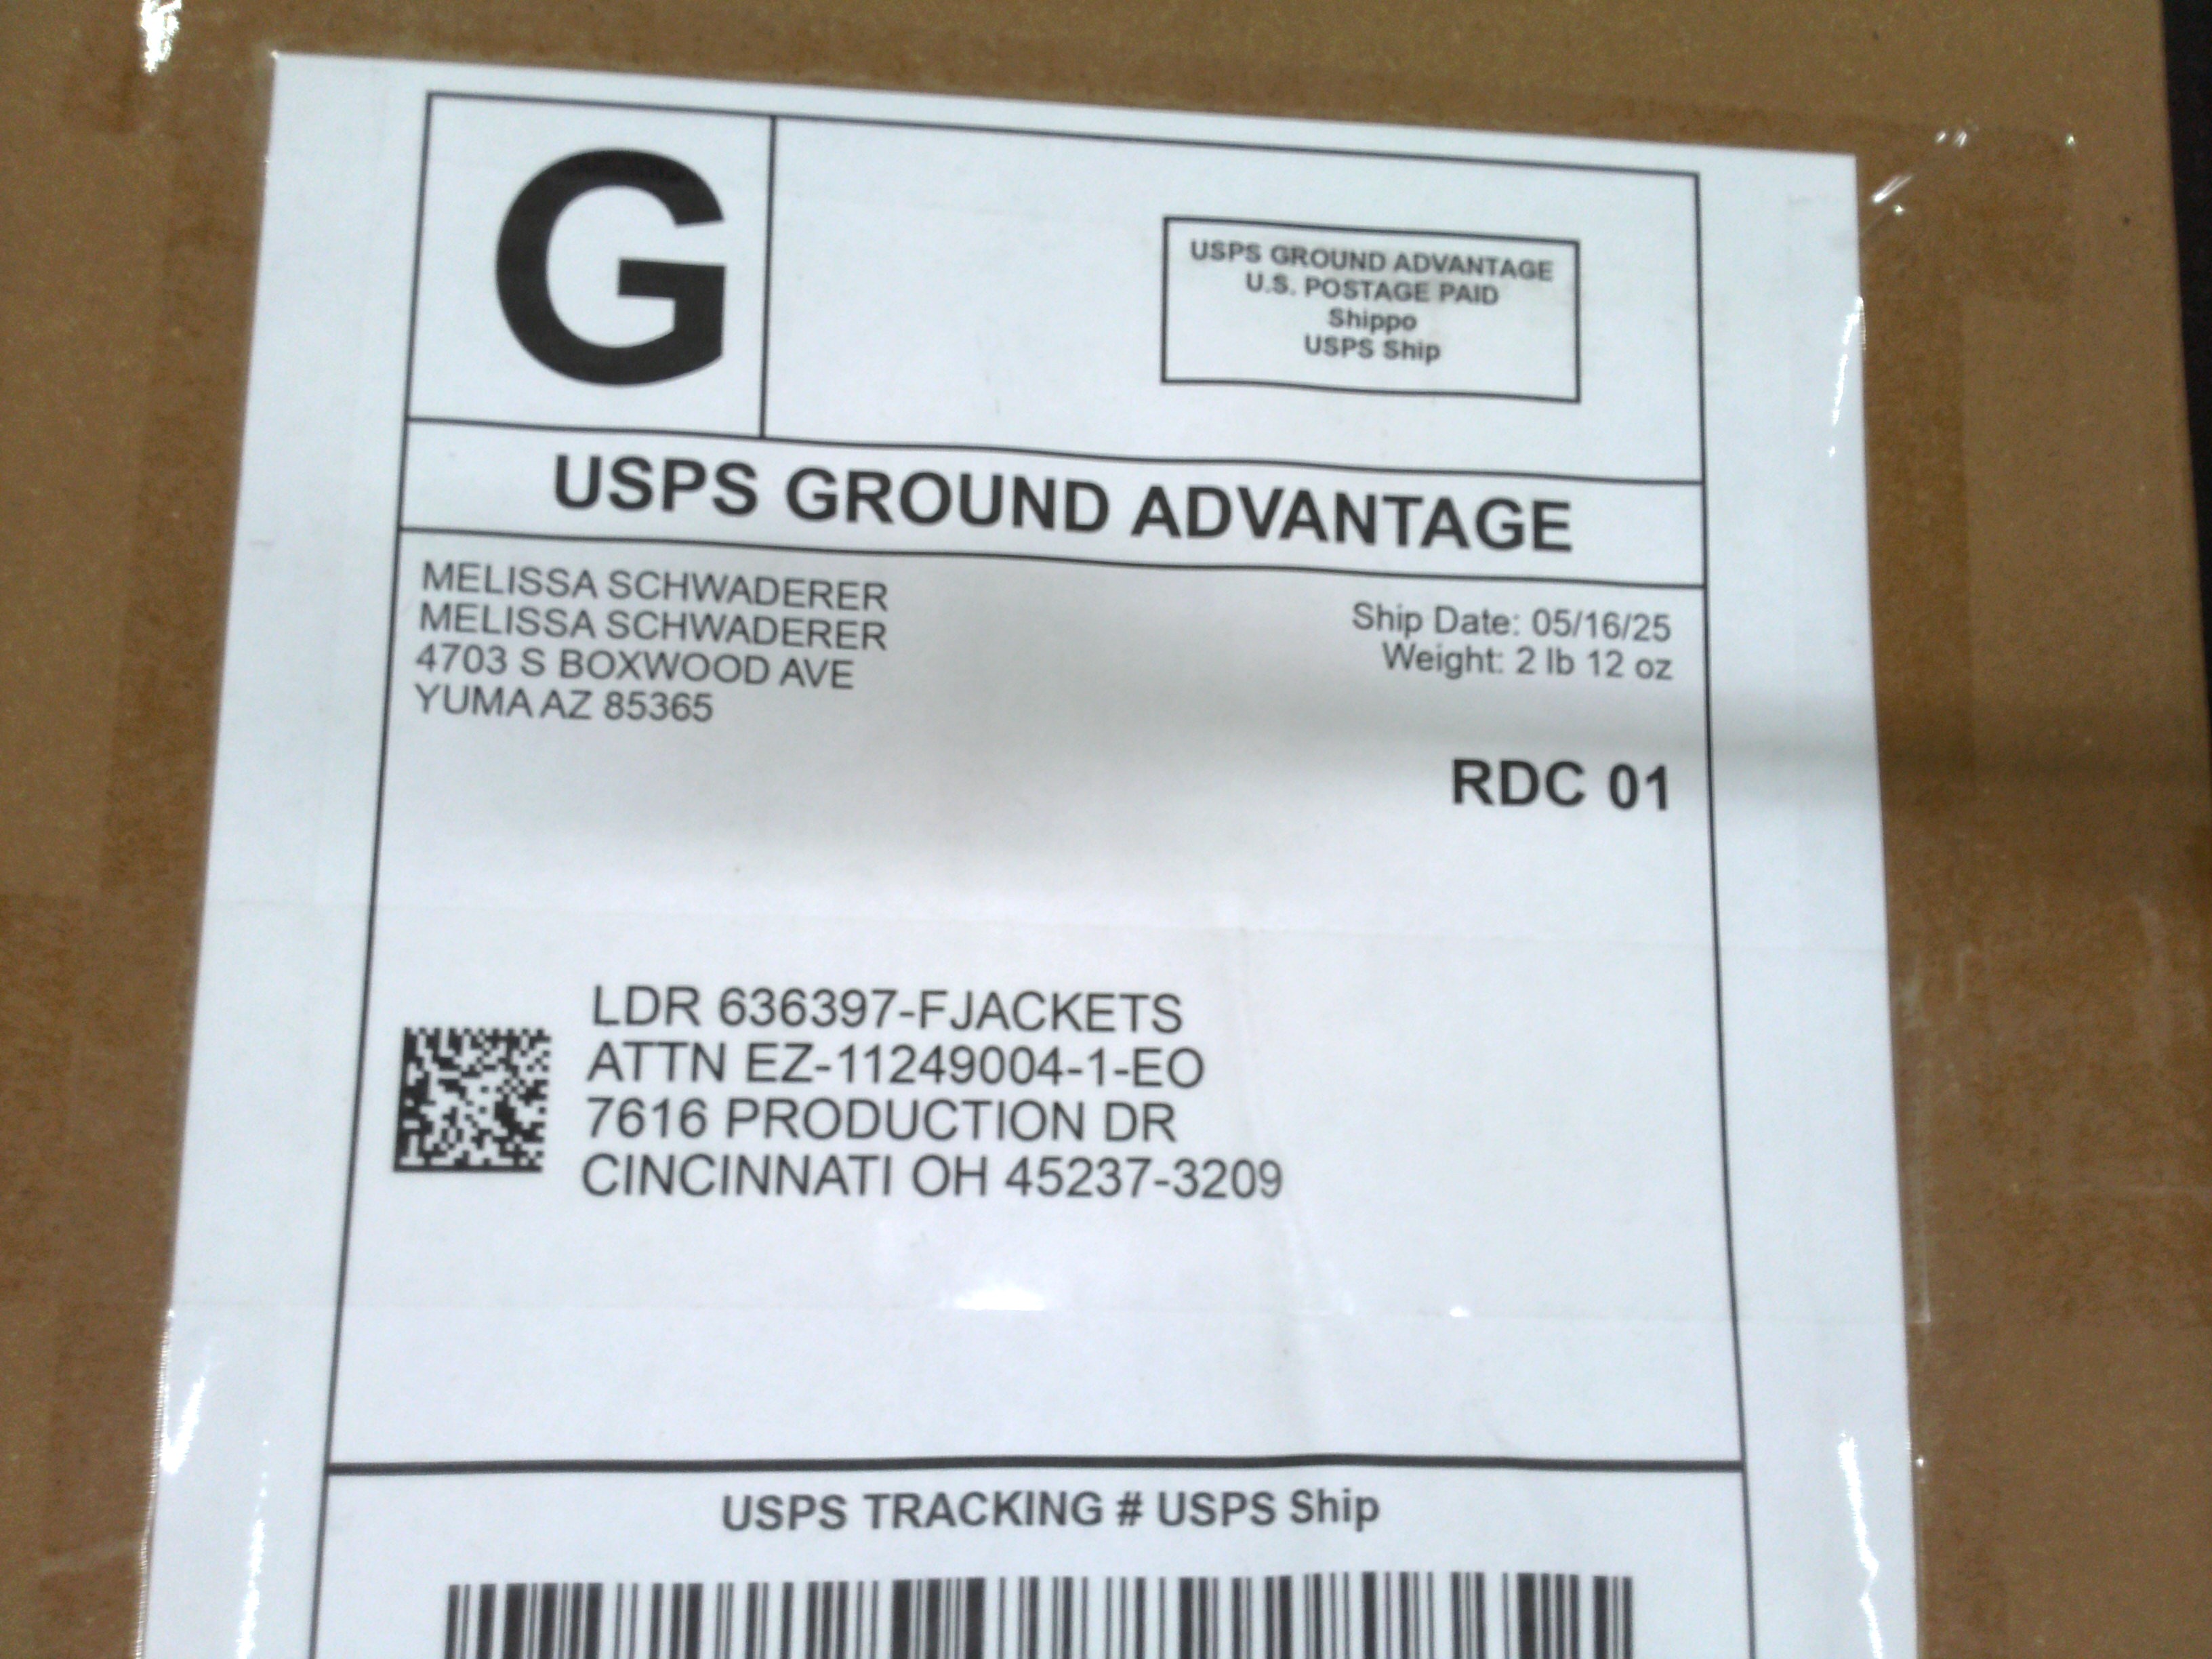 G
USPS GROUND ADVANTAGE
U.S. POSTAGE PAID
Shippo
USPS Ship
USPS GROUND ADVANTAGE
MELISSA SCHWADERER
MELISSA SCHWADERER
4703 S BOXWOOD AVE
YUMA AZ 85365
Ship Date: 05/16/25
Weight: 2 lb 12 oz
RDC 01
LDR 636397-FJACKETS
ATTN EZ-11249004-1-EO
7616 PRODUCTION DR
CINCINNATI OH 45237-3209
USPS TRACKING # USPS Ship